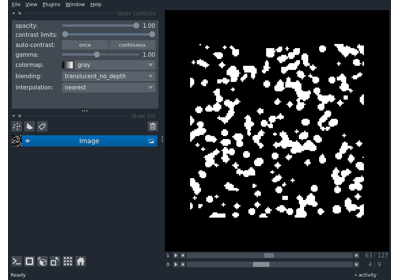 File View Plugins Window Help
layer controls
opacity: 1.00
contrast limits:
auto-contrast: once continuous
gamma: 1.00
colormap: gray
blending: translucent_no_depth
interpolation: nearest
layer list
Image
1 63 127
0 4 9
Ready activity